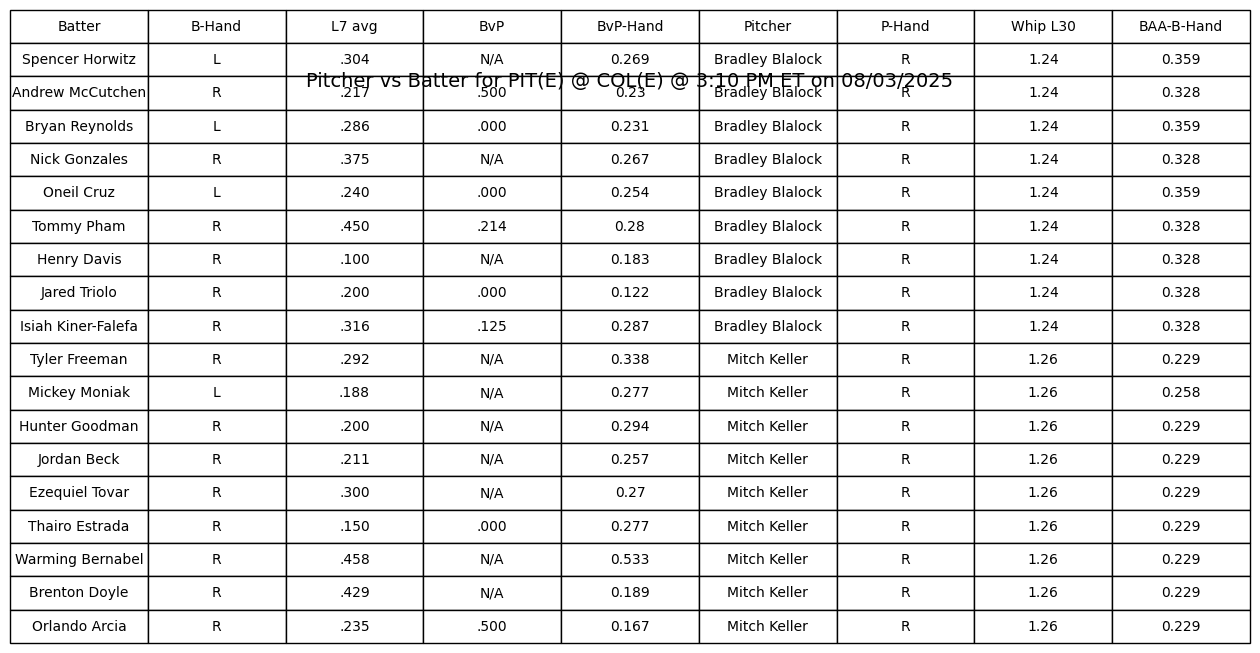 Batter B-Hand L7 avg BvP BvP-Hand Pitcher P-Hand Whip L30 BAA-B-Hand
Spencer Horwitz L .304 N/A 0.269 Bradley Blalock R 1.24 0.359
Pitcher vs Batter for PIT(E) @ COL(E) @ 3:10 PM ET on 08/03/2025
Andrew McCutchen R .217 .500 0.23 Bradley Blalock R 1.24 0.328
Bryan Reynolds L .286 .000 0.231 Bradley Blalock R 1.24 0.359
Nick Gonzales R .375 N/A 0.267 Bradley Blalock R 1.24 0.328
Oneil Cruz L .240 .000 0.254 Bradley Blalock R 1.24 0.359
Tommy Pham R .450 .214 0.28 Bradley Blalock R 1.24 0.328
Henry Davis R .100 N/A 0.183 Bradley Blalock R 1.24 0.328
Jared Triolo R .200 .000 0.122 Bradley Blalock R 1.24 0.328
Isiah Kiner-Falefa R .316 .125 0.287 Bradley Blalock R 1.24 0.328
Tyler Freeman R .292 N/A 0.338 Mitch Keller R 1.26 0.229
Mickey Moniak L .188 N/A 0.277 Mitch Keller R 1.26 0.258
Hunter Goodman R .200 N/A 0.294 Mitch Keller R 1.26 0.229
Jordan Beck R .211 N/A 0.257 Mitch Keller R 1.26 0.229
Ezequiel Tovar R .300 N/A 0.27 Mitch Keller R 1.26 0.229
Thairo Estrada R .150 .000 0.277 Mitch Keller R 1.26 0.229
Warming Bernabel R .458 N/A 0.533 Mitch Keller R 1.26 0.229
Brenton Doyle R .429 N/A 0.189 Mitch Keller R 1.26 0.229
Orlando Arcia R .235 .500 0.167 Mitch Keller R 1.26 0.229